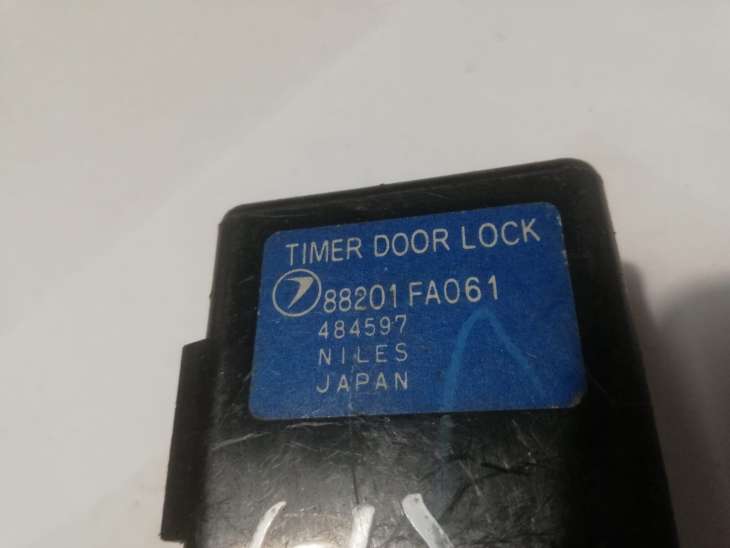 TIMER DOOR LOCK
88201 FA061
484597
NILES
JAPAN